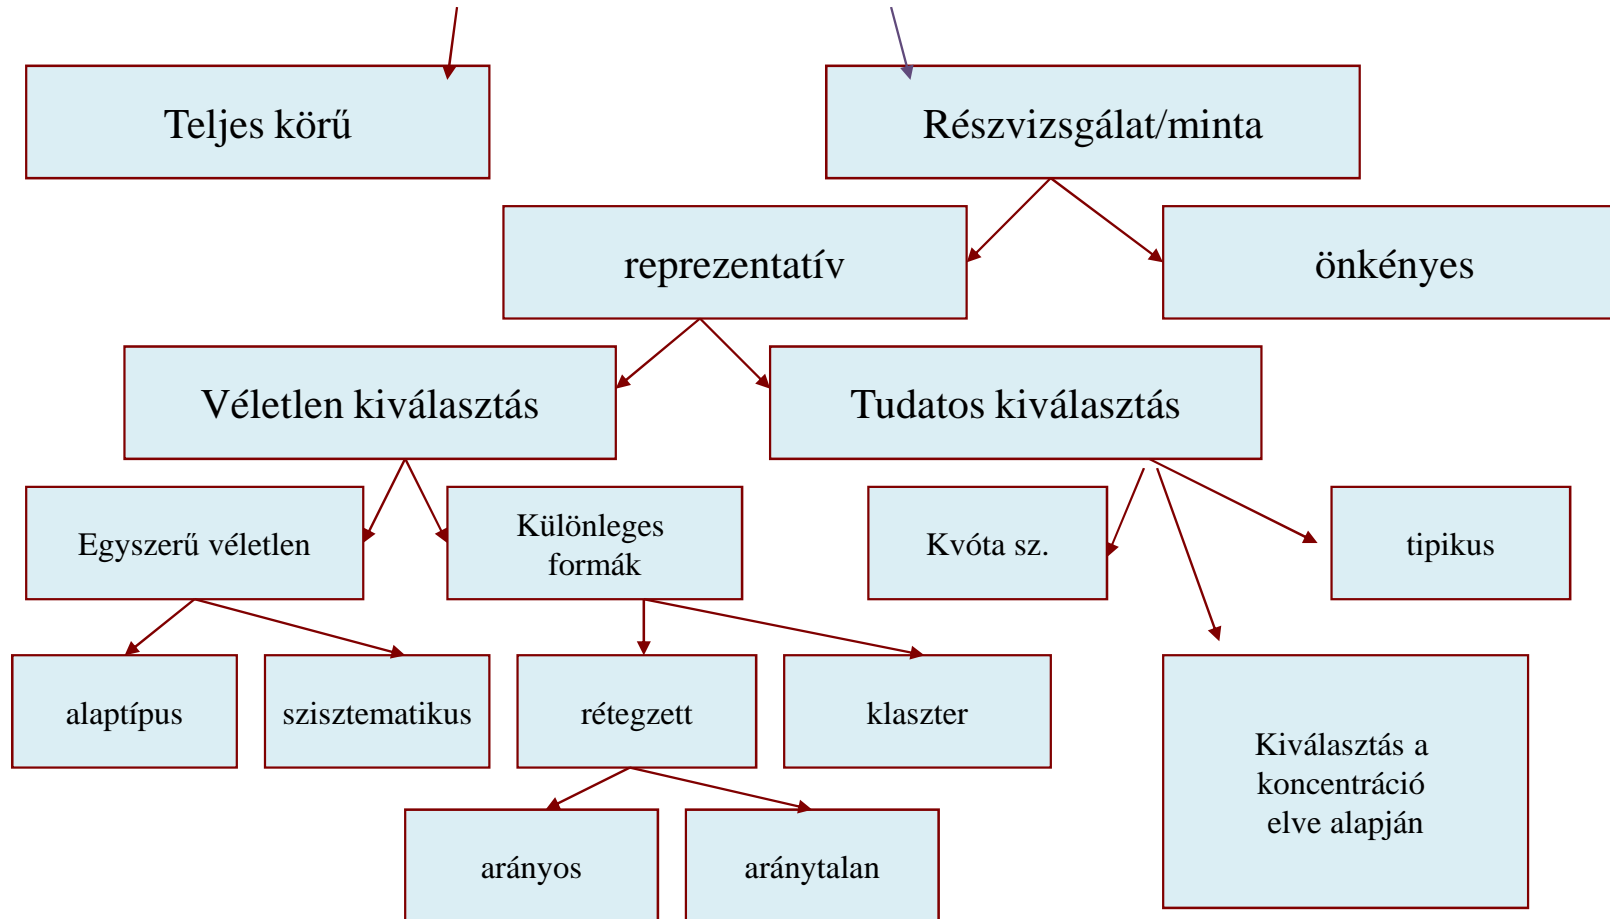 Teljes körű
Részvizsgálat/minta
reprezentatív
önkényes
Véletlen kiválasztás
Tudatos kiválasztás
Egyszerű véletlen
Különleges
formák
Kvóta sz.
tipikus
alaptípus
szisztematikus
rétegzett
klaszter
Kiválasztás a
koncentráció
elve alapján
arányos
aránytalan